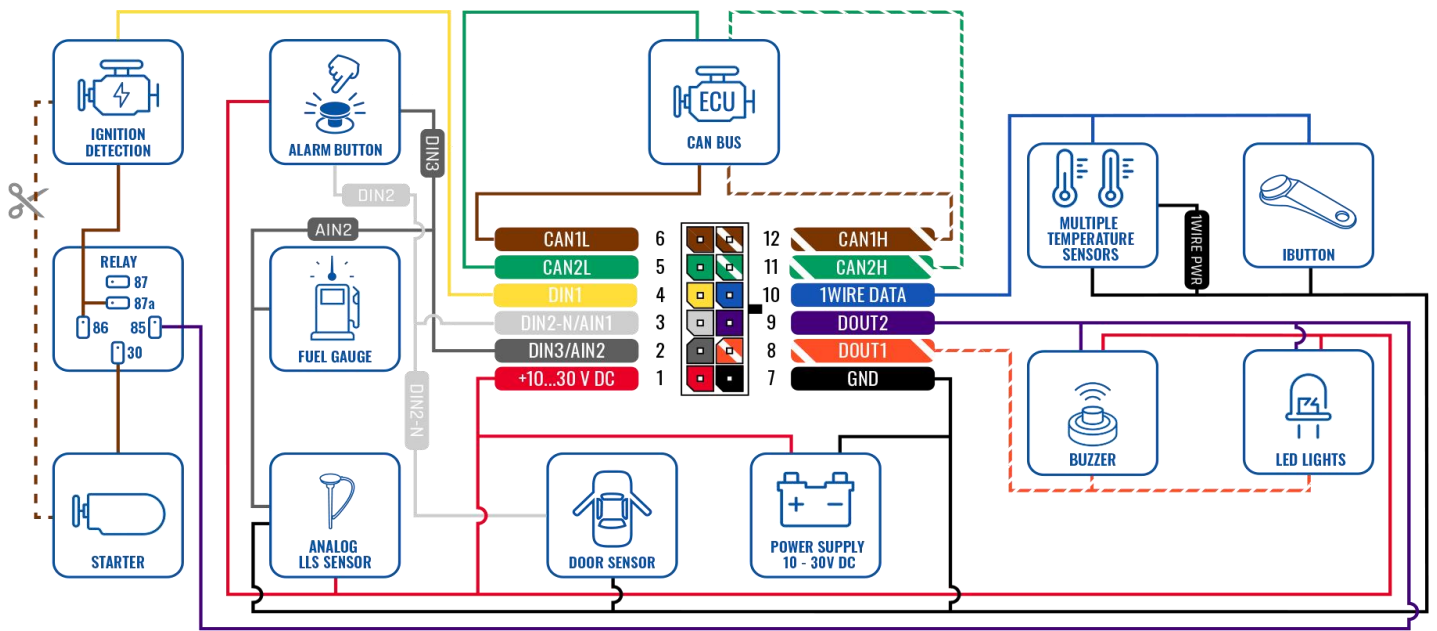 IGNITION
DETECTION
ALARM BUTTON
DIN3
DIN2
AIN2
ECU
CAN BUS
MULTIPLE
TEMPERATURE
SENSORS
1WIRE PWR
IBUTTON
RELAY
87
87a
86
85
30
FUEL GAUGE
CAN1L 6 12 CAN1H
CAN2L 5 11 CAN2H
DIN1 4 10 1WIRE DATA
DIN2-N/AIN1 3 9 DOUT2
DIN3/AIN2 2 8 DOUT1
+10...30 V DC 1 7 GND
DIN2-N
BUZZER
LED LIGHTS
STARTER
ANALOG
LLS SENSOR
DOOR SENSOR
+ −
POWER SUPPLY
10 - 30V DC